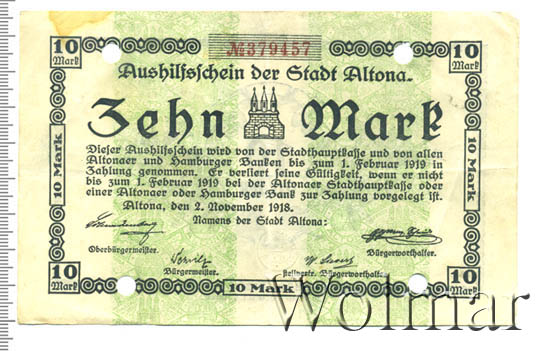 10 Mark
10 Mark
№379457
Aushilfsschein der Stadt Altona.
Zehn Mark
Dieser Aushilfsschein wird von der Stadthauptkasse und von allen
Altonaer und Hamburger Banken bis zum 1. Februar 1919 in
Zahlung genommen. Er verliert seine Gültigkeit, wenn er nicht
bis zum 1. Februar 1919 bei der Altonaer Stadthauptkasse oder
einer Altonaer oder Hamburger Bank zur Zahlung vorgelegt ist.
Altona, den 2. November 1918. Namens der Stadt Altona:
10 Mark
10 Mark
Oberbürgermeister. Bürgerworthalter.
Bürgermeister. Bürgerworthalter.
10 Mark
10 Mark
10 Mark
Wolmar